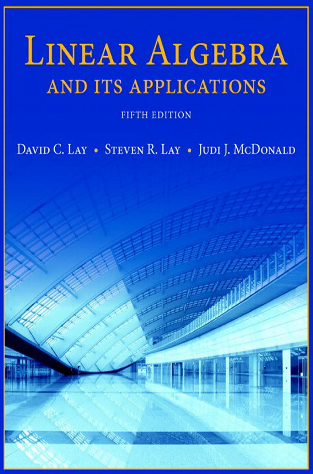 LINEAR ALGEBRA
AND ITS APPLICATIONS
FIFTH EDITION
DAVID C. LAY • STEVEN R. LAY • JUDI J. MCDONALD